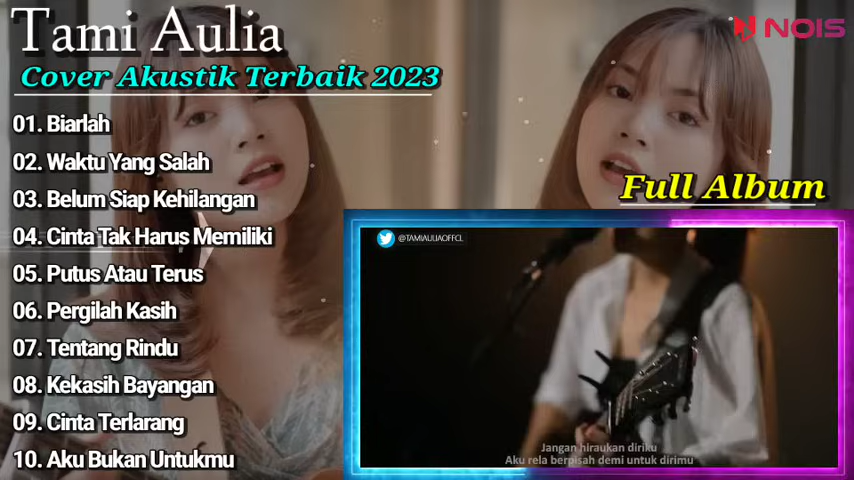 Tami Aulia
NOIS
Cover Akustik Terbaik 2023
01. Biarlah
02. Waktu Yang Salah
03. Belum Siap Kehilangan
04. Cinta Tak Harus Memiliki
05. Putus Atau Terus
06. Pergilah Kasih
07. Tentang Rindu
08. Kekasih Bayangan
09. Cinta Terlarang
10. Aku Bukan Untukmu
Full Album
@TAMIAULIAOFFCL
Jangan hiraukan diriku
Aku rela berpisah demi untuk dirimu